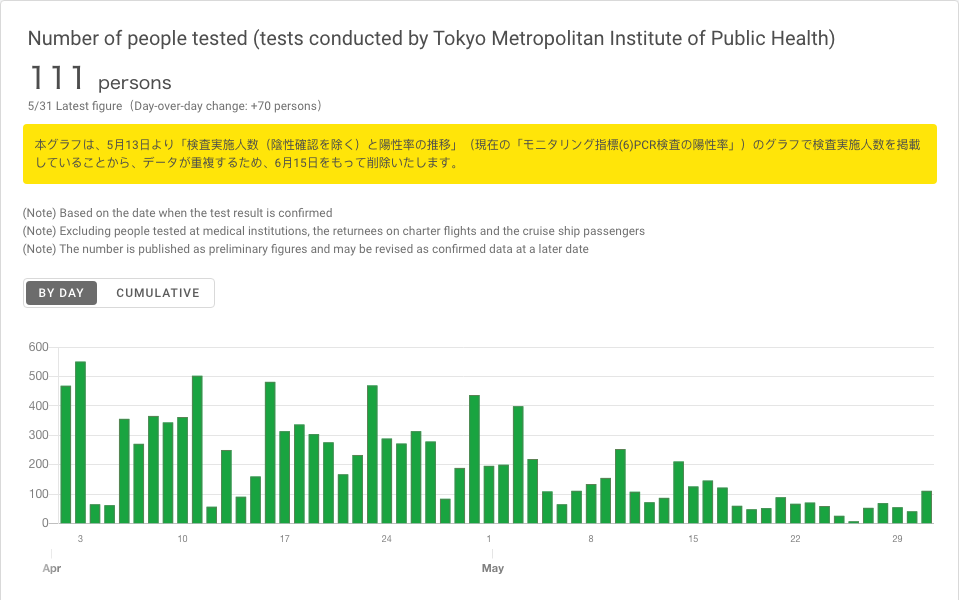 Number of people tested (tests conducted by Tokyo Metropolitan Institute of Public Health)
111 persons
5/31 Latest figure（Day-over-day change: +70 persons）
本グラフは、5月13日より「検査実施人数（陰性確認を除く）と陽性率の推移」（現在の「モニタリング指標(6)PCR検査の陽性率」）のグラフで検査実施人数を掲載
していることから、データが重複するため、6月15日をもって削除いたします。
(Note) Based on the date when the test result is confirmed
(Note) Excluding people tested at medical institutions, the returnees on charter flights and the cruise ship passengers
(Note) The number is published as preliminary figures and may be revised as confirmed data at a later date
BY DAY CUMULATIVE
600
500
400
300
200
100
0
3 10 17 24 1 8 15 22 29
Apr May